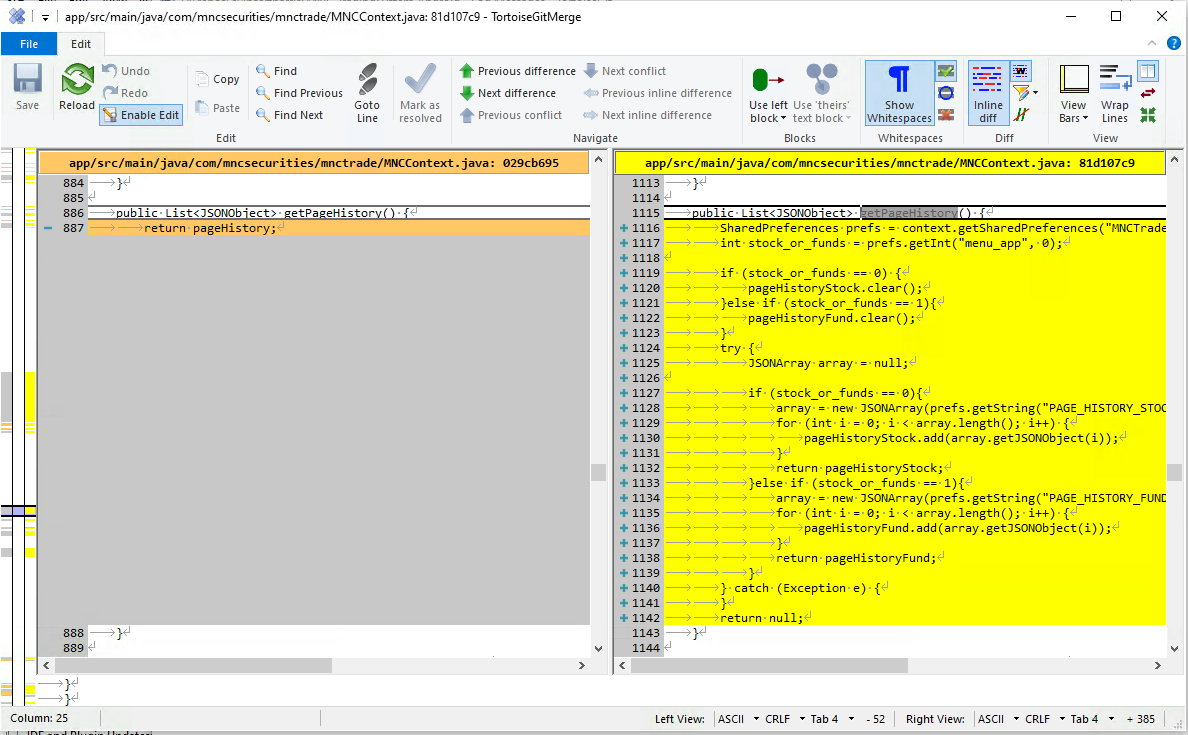 app/src/main/java/com/mncsecurities/mnctrade/MNCContext.java: 81d107c9 - TortoiseGitMerge
File
Edit
Save
Reload
Undo
Redo
Enable Edit
Copy
Paste
Find
Find Previous
Find Next
Goto Line
Mark as resolved
Edit
Previous difference
Next difference
Previous conflict
Next conflict
Previous inline difference
Next inline difference
Navigate
Use left block
Use 'theirs' text block
Blocks
Show Whitespaces
Whitespaces
Inline diff
Diff
View Bars
Wrap Lines
View
app/src/main/java/com/mncsecurities/mnctrade/MNCContext.java: 029cb695
884 }
885
886 public List<JSONObject> getPageHistory() {
887 return pageHistory;
888 }
889
app/src/main/java/com/mncsecurities/mnctrade/MNCContext.java: 81d107c9
1113 }
1114
1115 public List<JSONObject> getPageHistory() {
1116 SharedPreferences prefs = context.getSharedPreferences("MNCTrade
1117 int stock_or_funds = prefs.getInt("menu_app", 0);
1118
1119 if (stock_or_funds == 0) {
1120 pageHistoryStock.clear();
1121 }else if (stock_or_funds == 1){
1122 pageHistoryFund.clear();
1123 }
1124 try {
1125 JSONArray array = null;
1126
1127 if (stock_or_funds == 0){
1128 array = new JSONArray(prefs.getString("PAGE_HISTORY_STOC
1129 for (int i = 0; i < array.length(); i++) {
1130 pageHistoryStock.add(array.getJSONObject(i));
1131 }
1132 return pageHistoryStock;
1133 }else if (stock_or_funds == 1){
1134 array = new JSONArray(prefs.getString("PAGE_HISTORY_FUND
1135 for (int i = 0; i < array.length(); i++) {
1136 pageHistoryFund.add(array.getJSONObject(i));
1137 }
1138 return pageHistoryFund;
1139 }
1140 } catch (Exception e) {
1141 }
1142 return null;
1143 }
1144
}
}
Column: 25
Left View: ASCII CRLF Tab 4 - 52
Right View: ASCII CRLF Tab 4 + 385